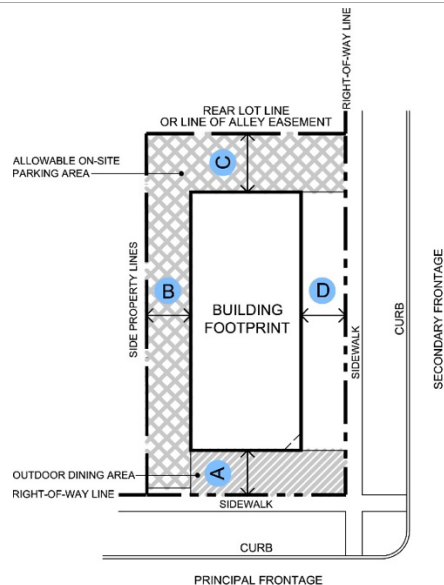 RIGHT-OF-WAY LINE
REAR LOT LINE
OR LINE OF ALLEY EASEMENT
ALLOWABLE ON-SITE
PARKING AREA
C
SIDE PROPERTY LINES
B
BUILDING
FOOTPRINT
D
SIDEWALK
CURB
SECONDARY FRONTAGE
OUTDOOR DINING AREA
A
RIGHT-OF-WAY LINE
SIDEWALK
CURB
PRINCIPAL FRONTAGE